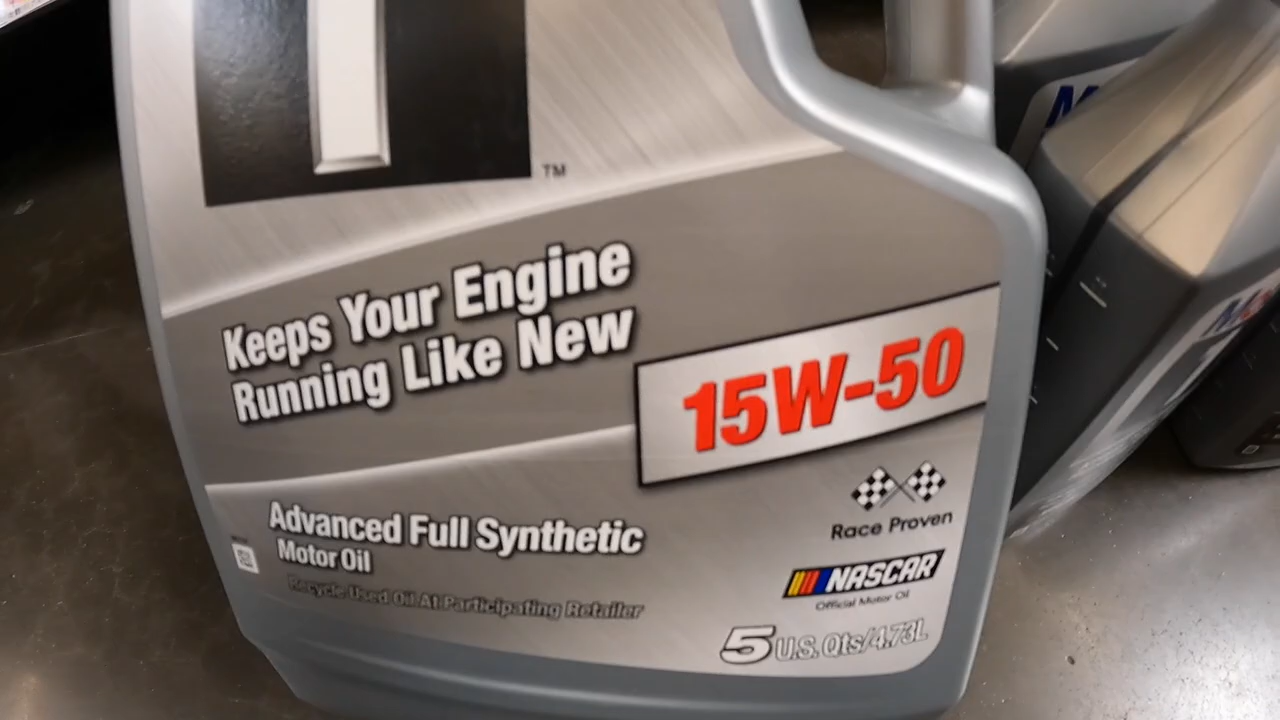 TM
Keeps Your Engine
Running Like New
15W-50
Advanced Full Synthetic
Motor Oil
Recycle Used Oil At Participating Retailer
Race Proven
NASCAR
Official Motor Oil
5 U.S. Qts/4.73L